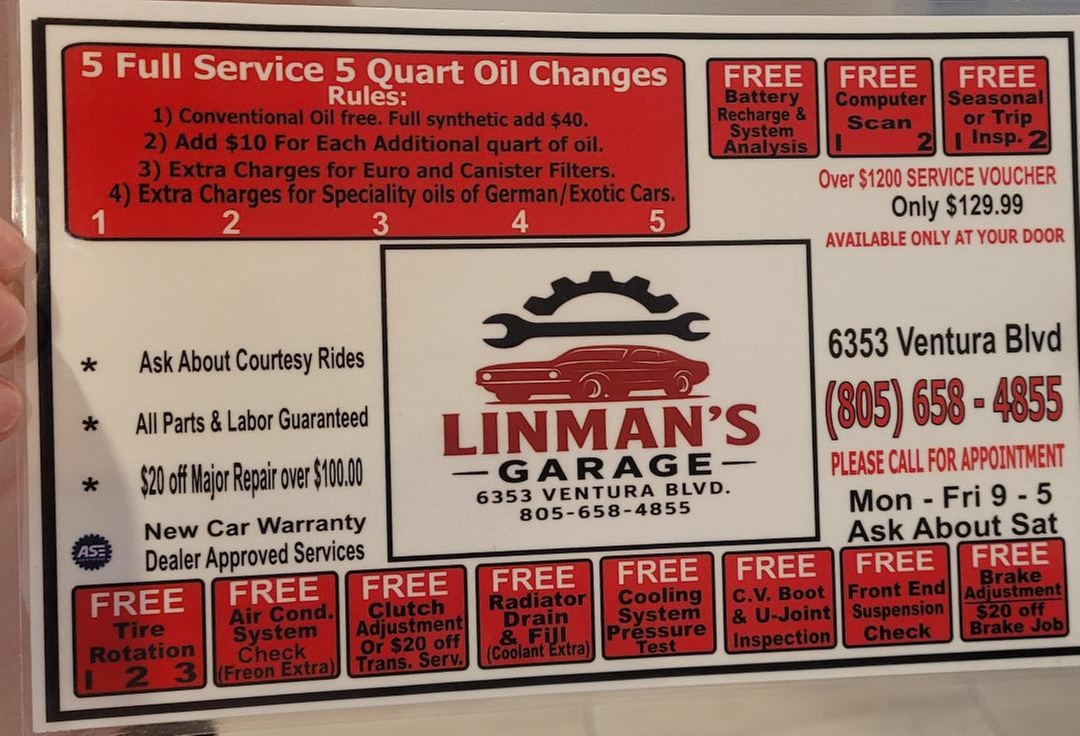 5 Full Service 5 Quart Oil Changes
Rules:
1) Conventional Oil free. Full synthetic add $40.
2) Add $10 For Each Additional quart of oil.
3) Extra Charges for Euro and Canister Filters.
4) Extra Charges for Speciality oils of German/Exotic Cars.
1 2 3 4 5
FREE
Battery
Recharge &
System
Analysis
FREE
Computer
Scan
1 2
FREE
Seasonal
or Trip
1 Insp. 2
Over $1200 SERVICE VOUCHER
Only $129.99
AVAILABLE ONLY AT YOUR DOOR
* Ask About Courtesy Rides
* All Parts & Labor Guaranteed
* $20 off Major Repair over $100.00
ASE
New Car Warranty
Dealer Approved Services
LINMAN'S
GARAGE
6353 VENTURA BLVD.
805-658-4855
6353 Ventura Blvd
(805) 658 - 4855
PLEASE CALL FOR APPOINTMENT
Mon - Fri 9 - 5
Ask About Sat
FREE
Tire
Rotation
1 2 3
FREE
Air Cond.
System
Check
(Freon Extra)
FREE
Clutch
Adjustment
Or $20 off
Trans. Serv.
FREE
Radiator
Drain
& Fill
(Coolant Extra)
FREE
Cooling
System
Pressure
Test
FREE
C.V. Boot
& U-Joint
Inspection
FREE
Front End
Suspension
Check
FREE
Brake
Adjustment
$20 off
Brake Job